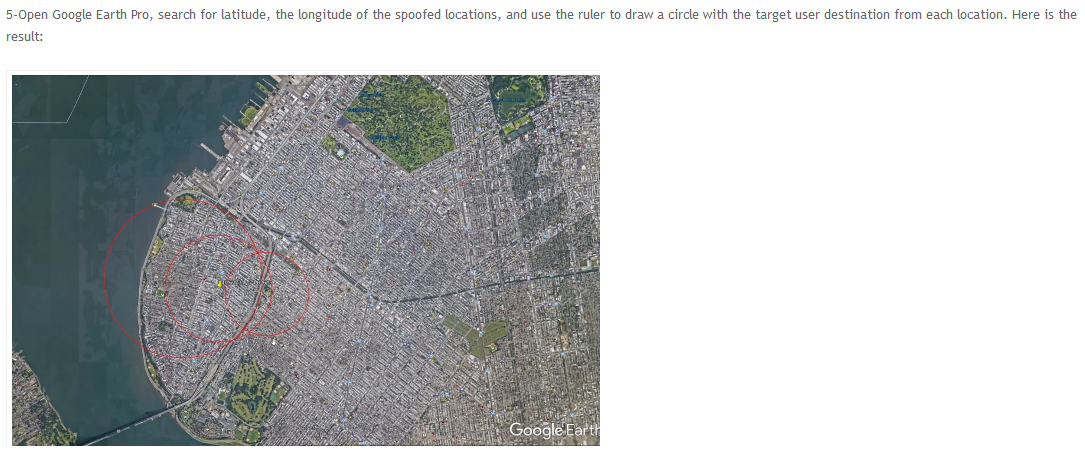 5-Open Google Earth Pro, search for latitude, the longitude of the spoofed locations, and use the ruler to draw a circle with the target user destination from each location. Here is the
result:
Google Earth